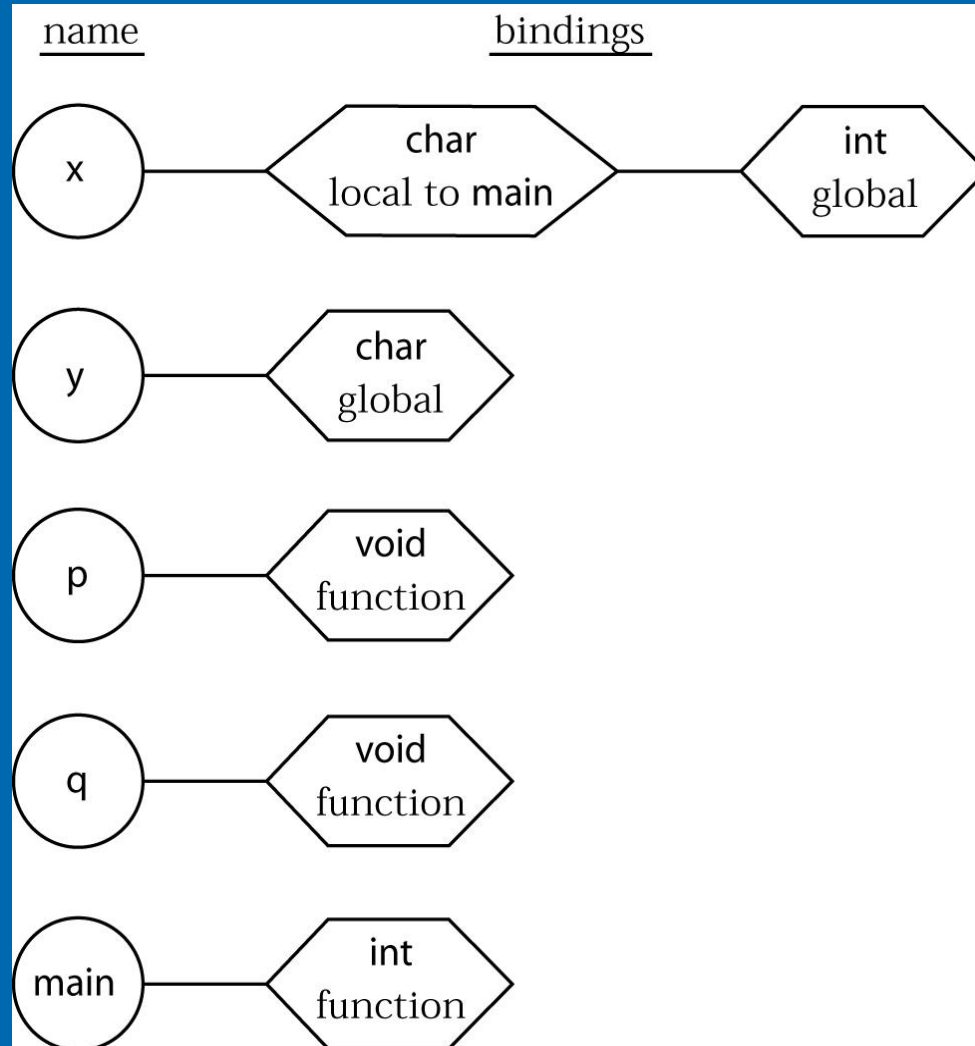 name bindings
x char int
local to main global
y char
global
p void
function
q void
function
main int
function